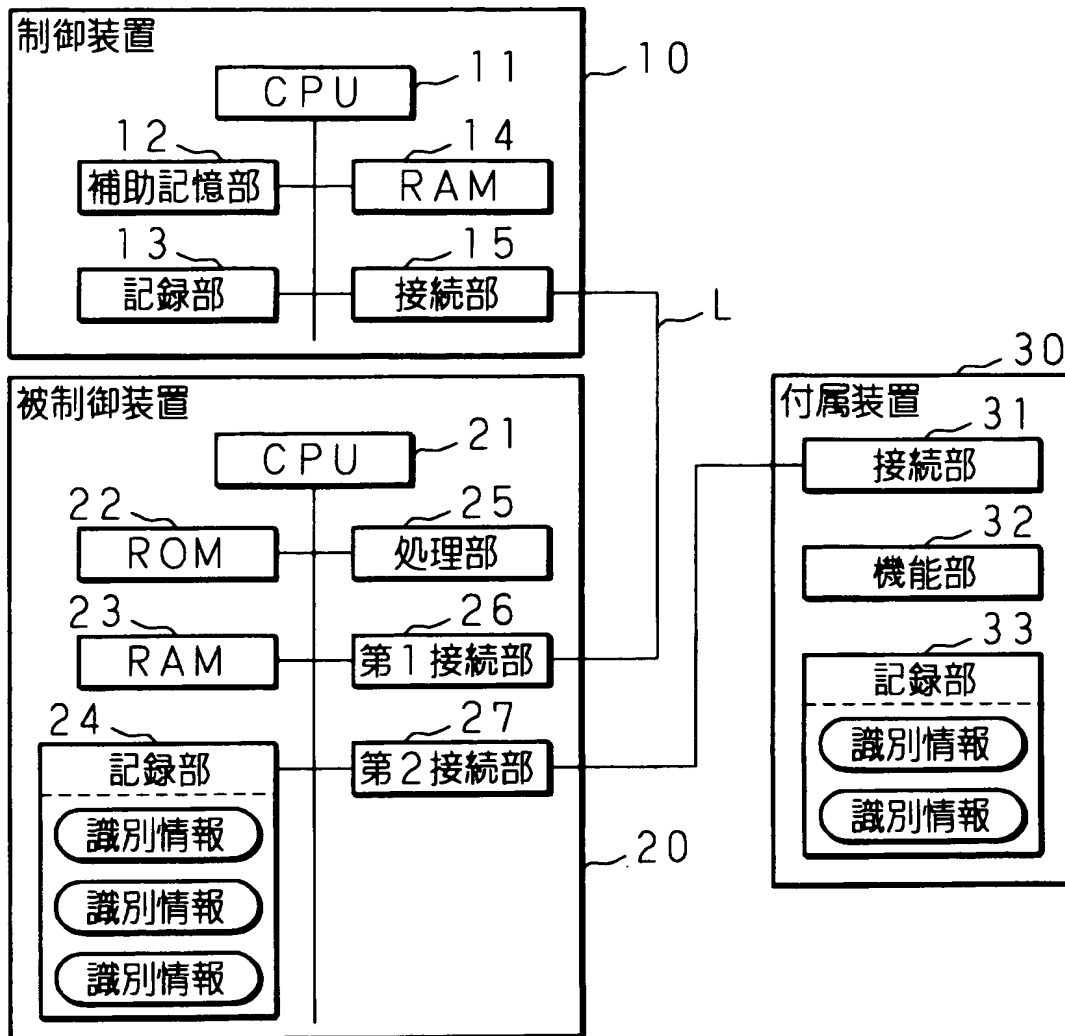 制御装置
10
11
CPU
12
14
補助記憶部
RAM
13
15
記録部
接続部
L
被制御装置
20
21
CPU
22
25
ROM
処理部
23
26
RAM
第1接続部
24
27
記録部
第2接続部
識別情報
識別情報
識別情報
30
付属装置
31
接続部
32
機能部
33
記録部
識別情報
識別情報